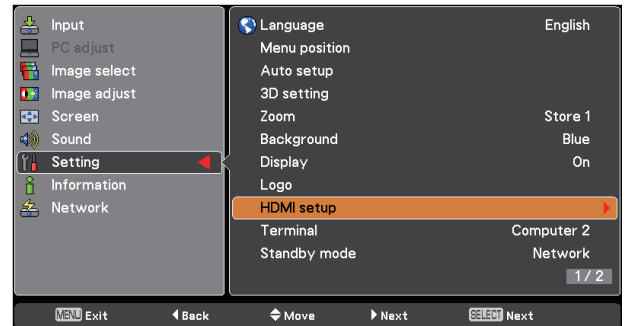 Input
PC adjust
Image select
Image adjust
Screen
Sound
Setting
Information
Network
Language English
Menu position
Auto setup
3D setting
Zoom Store 1
Background Blue
Display On
Logo
HDMI setup
Terminal Computer 2
Standby mode Network
1/2
MENU Exit Back Move Next SELECT Next